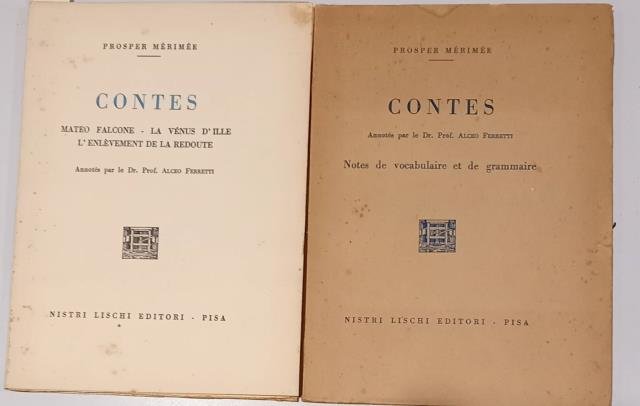 PROSPER MÉRIMÉE
CONTES
MATEO FALCONE - LA VÉNUS D'ILLE
L'ENLÈVEMENT DE LA REDOUTE
Annotés par le Dr. Prof. ALCEO FERRETTI
NISTRI LISCHI EDITORI - PISA
PROSPER MÉRIMÉE
CONTES
Annotés par le Dr. Prof. ALCEO FERRETTI
Notes de vocabulaire et de grammaire
NISTRI LISCHI EDITORI - PISA